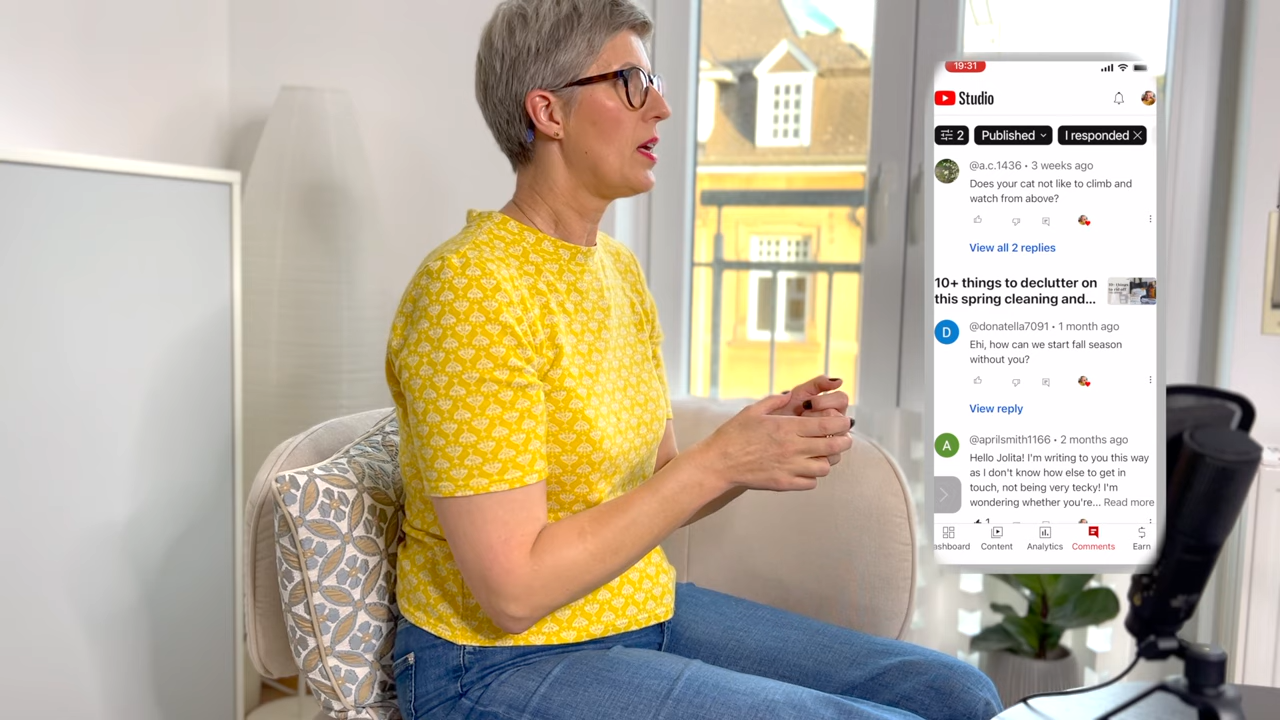 19:31
Studio
2
Published
I responded
@a.c.1436 • 3 weeks ago
Does your cat not like to climb and
watch from above?
View all 2 replies
10+ things to declutter on
this spring cleaning and...
D
@donatella7091 • 1 month ago
Ehi, how can we start fall season
without you?
View reply
A
@aprilsmith1166 • 2 months ago
Hello Jolita! I'm writing to you this way
as I don't know how else to get in
touch, not being very tecky! I'm
wondering whether you're... Read more
1
ashboard
Content
Analytics
Comments
Earn